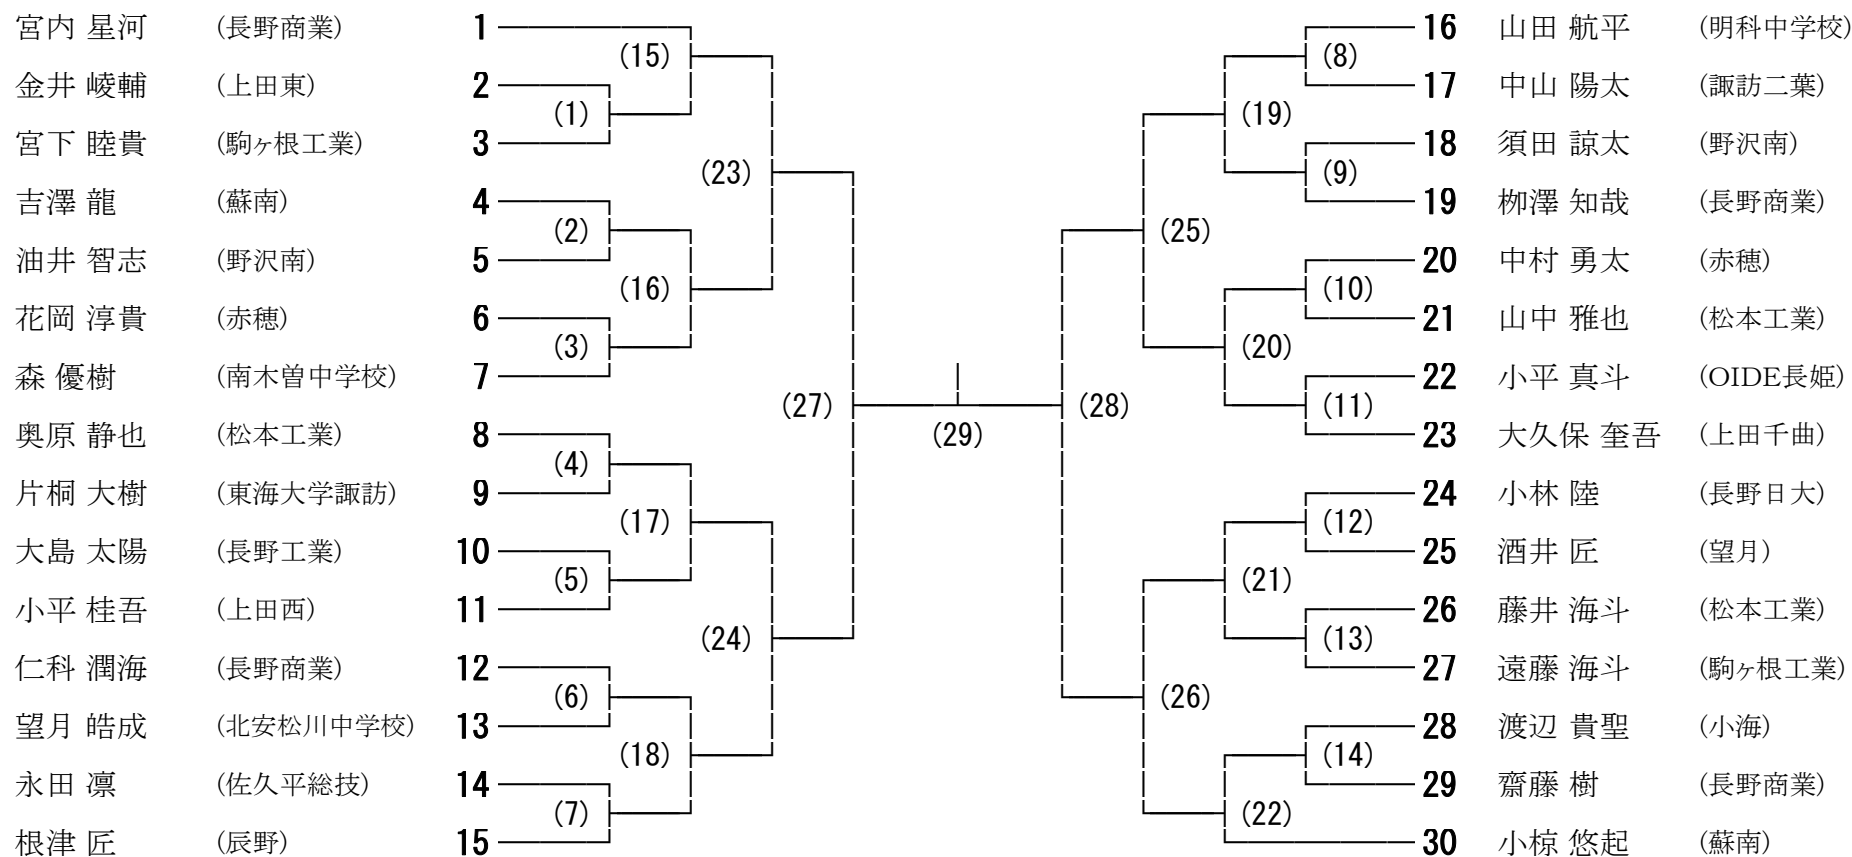 宮内 星河 (長野商業) 1 16 山田 航平 (明科中学校)
(15) (8)
金井 崚輔 (上田東) 2 17 中山 陽太 (諏訪二葉)
(1) (19)
宮下 睦貴 (駒ヶ根工業) 3 18 須田 諒太 (野沢南)
(23) (9)
吉澤 龍 (蘇南) 4 19 栁澤 知哉 (長野商業)
(2) (25)
油井 智志 (野沢南) 5 20 中村 勇太 (赤穂)
(16) (10)
花岡 淳貴 (赤穂) 6 21 山中 雅也 (松本工業)
(3) (20)
森 優樹 (南木曽中学校) 7 22 小平 真斗 (OIDE長姫)
(27) (28) (11)
奥原 静也 (松本工業) 8 (29) 23 大久保 奎吾 (上田千曲)
(4)
片桐 大樹 (東海大学諏訪) 9 24 小林 陸 (長野日大)
(17) (12)
大島 太陽 (長野工業) 10 25 酒井 匠 (望月)
(5) (21)
小平 桂吾 (上田西) 11 26 藤井 海斗 (松本工業)
(24) (13)
仁科 潤海 (長野商業) 12 27 遠藤 海斗 (駒ヶ根工業)
(6) (26)
望月 皓成 (北安松川中学校) 13 28 渡辺 貴聖 (小海)
(18) (14)
永田 凛 (佐久平総技) 14 29 齋藤 樹 (長野商業)
(7) (22)
根津 匠 (辰野) 15 30 小椋 悠起 (蘇南)